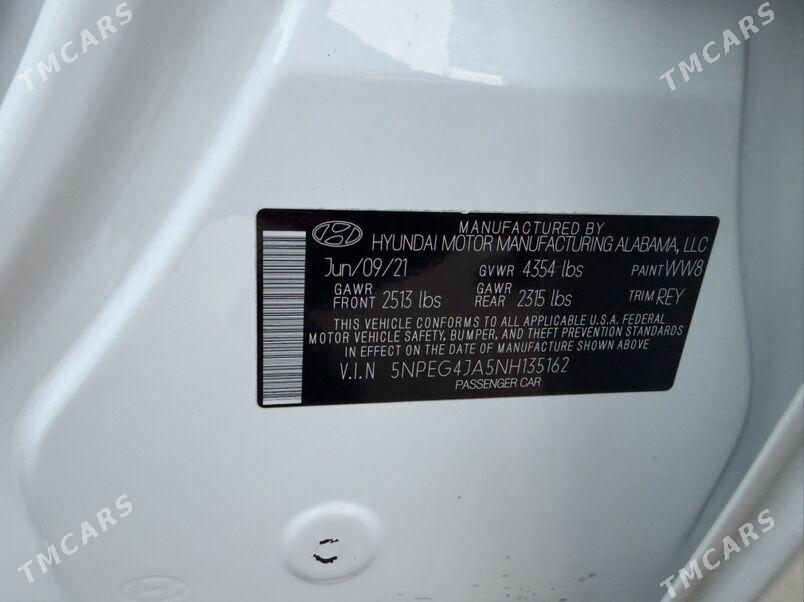 TMCARS
TMCARS
MANUFACTURED BY
HYUNDAI MOTOR MANUFACTURING ALABAMA, LLC
Jun/09/21 GVWR 4354 lbs PAINT WW8
GAWR FRONT 2513 lbs GAWR REAR 2315 lbs TRIM REY
THIS VEHICLE CONFORMS TO ALL APPLICABLE U.S.A. FEDERAL
MOTOR VEHICLE SAFETY, BUMPER, AND THEFT PREVENTION STANDARDS
IN EFFECT ON THE DATE OF MANUFACTURE SHOWN ABOVE
V.I.N 5NPEG4JA5NH135162
PASSENGER CAR
TMCARS
TMCARS